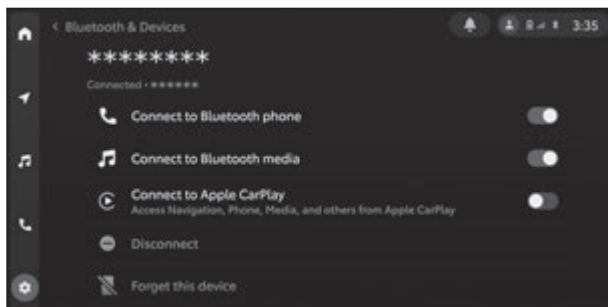 < Bluetooth & Devices
3:35
********
Connected • ******
Connect to Bluetooth phone
Connect to Bluetooth media
Connect to Apple CarPlay
Access Navigation, Phone, Media, and others from Apple CarPlay
Disconnect
Forget this device